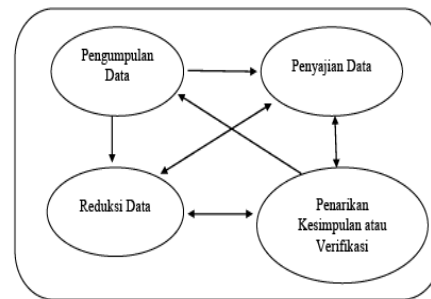 Pengumpulan
Data
Penyajian Data
Reduksi Data
Penarikan
Kesimpulan atau
Verifikasi